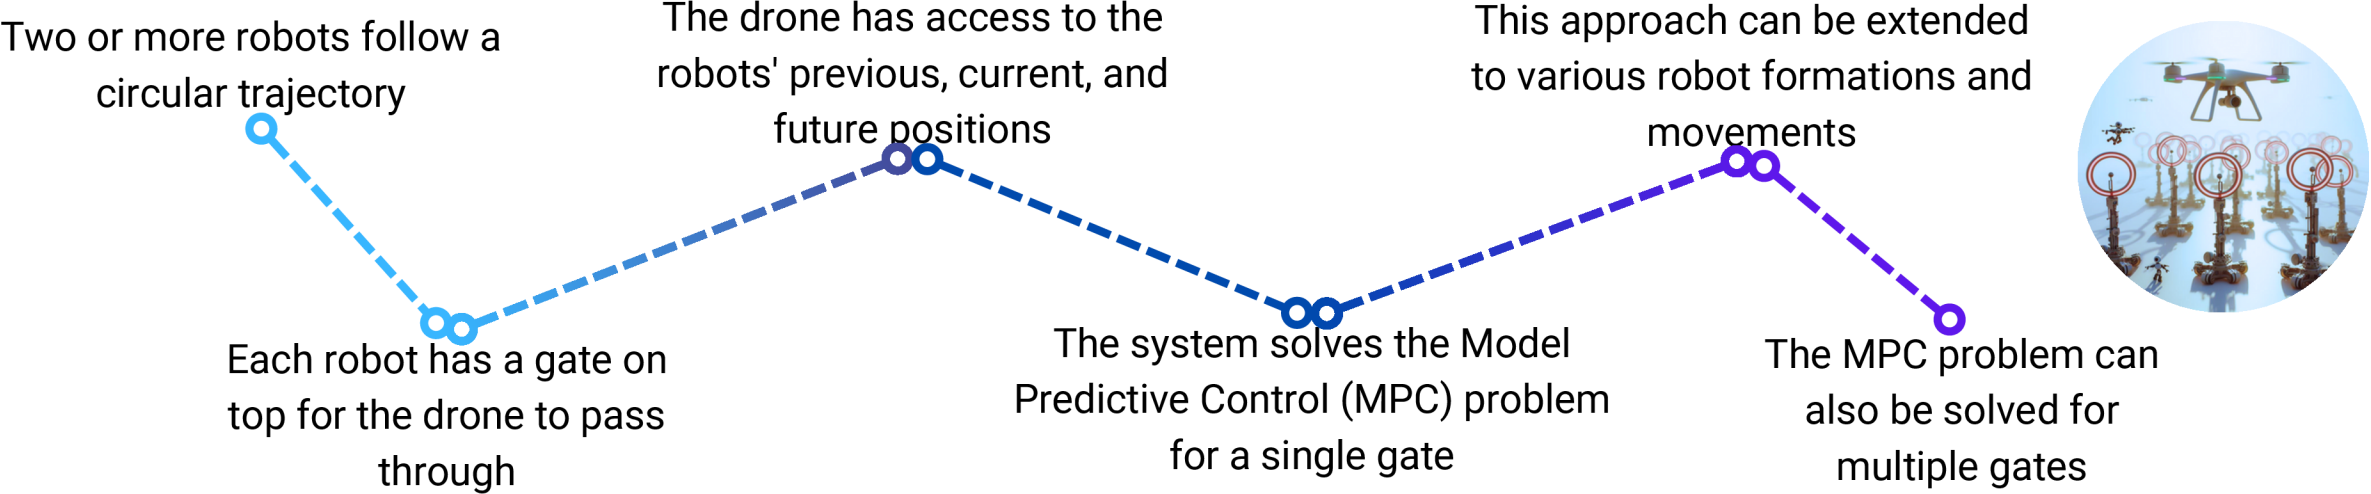 Two or more robots follow a
circular trajectory
Each robot has a gate on
top for the drone to pass
through
The drone has access to the
robots' previous, current, and
future positions
The system solves the Model
Predictive Control (MPC) problem
for a single gate
This approach can be extended
to various robot formations and
movements
The MPC problem can
also be solved for
multiple gates